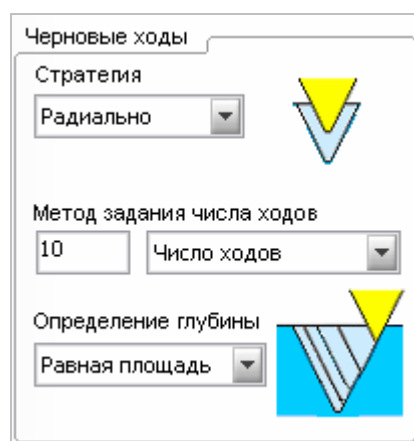 Черновые ходы
Стратегия
Радиально
Метод задания числа ходов
10 Число ходов
Определение глубины
Равная площадь